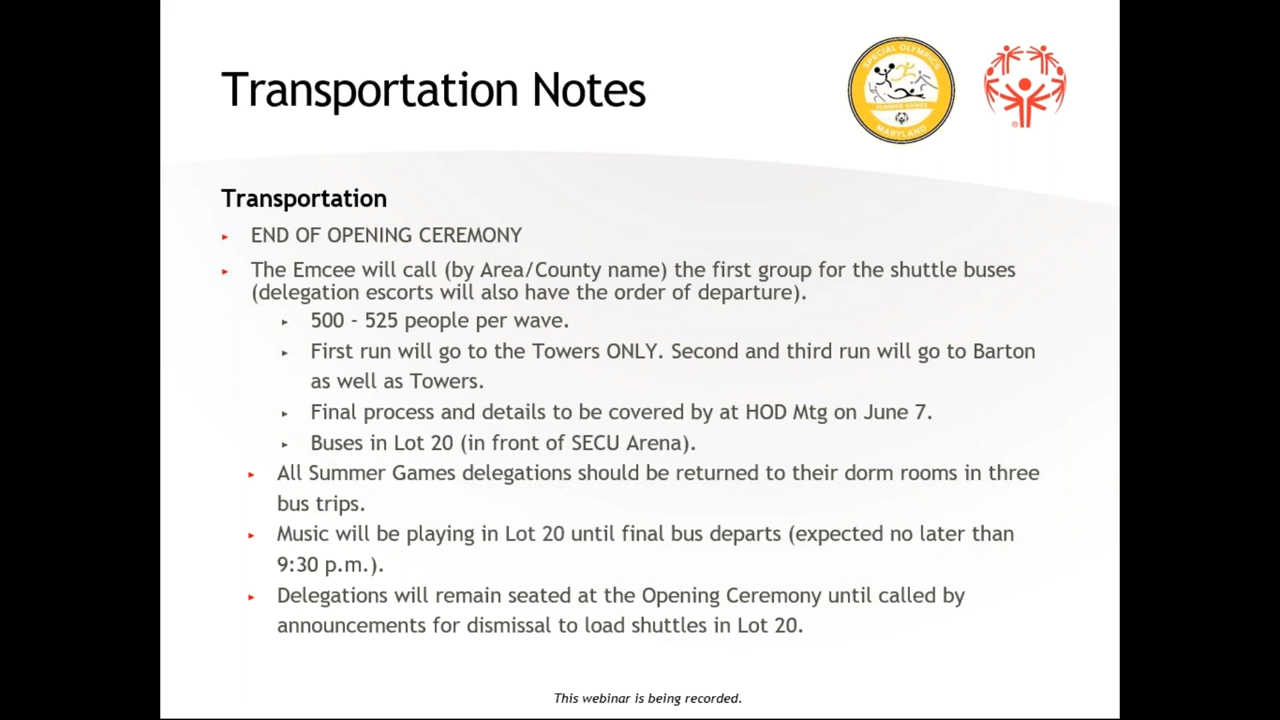 Transportation Notes
SPECIAL OLYMPICS
SUMMER GAMES
MARYLAND
®
Transportation
END OF OPENING CEREMONY
The Emcee will call (by Area/County name) the first group for the shuttle buses
(delegation escorts will also have the order of departure).
500 - 525 people per wave.
First run will go to the Towers ONLY. Second and third run will go to Barton
as well as Towers.
Final process and details to be covered by at HOD Mtg on June 7.
Buses in Lot 20 (in front of SECU Arena).
All Summer Games delegations should be returned to their dorm rooms in three
bus trips.
Music will be playing in Lot 20 until final bus departs (expected no later than
9:30 p.m.).
Delegations will remain seated at the Opening Ceremony until called by
announcements for dismissal to load shuttles in Lot 20.
This webinar is being recorded.